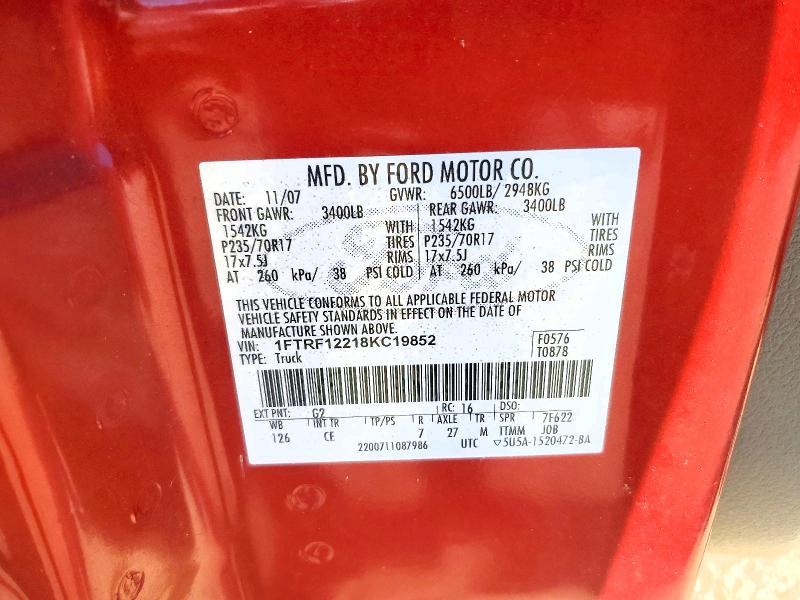 MFD. BY FORD MOTOR CO.
DATE: 11/07 GVWR: 6500LB/ 2948KG
FRONT GAWR: 3400LB REAR GAWR: 3400LB
1542KG WITH 1542KG WITH
P235/70R17 TIRES P235/70R17 TIRES
17x7.5J RIMS 17x7.5J RIMS
AT 260 kPa/ 38 PSI COLD AT 260 kPa/ 38 PSI COLD
THIS VEHICLE CONFORMS TO ALL APPLICABLE FEDERAL MOTOR
VEHICLE SAFETY STANDARDS IN EFFECT ON THE DATE OF
MANUFACTURE SHOWN ABOVE.
VIN: 1FTRF12218KC19852 F0576
TYPE: Truck T0878
EXT PNT: G2 RC: 16 DSO:
WB INT TR TP/PS R AXLE TR SPR 7F622
126 CE 7 27 M TTMM JOB
2200711087986 UTC ▽5U5A-1520472-BA